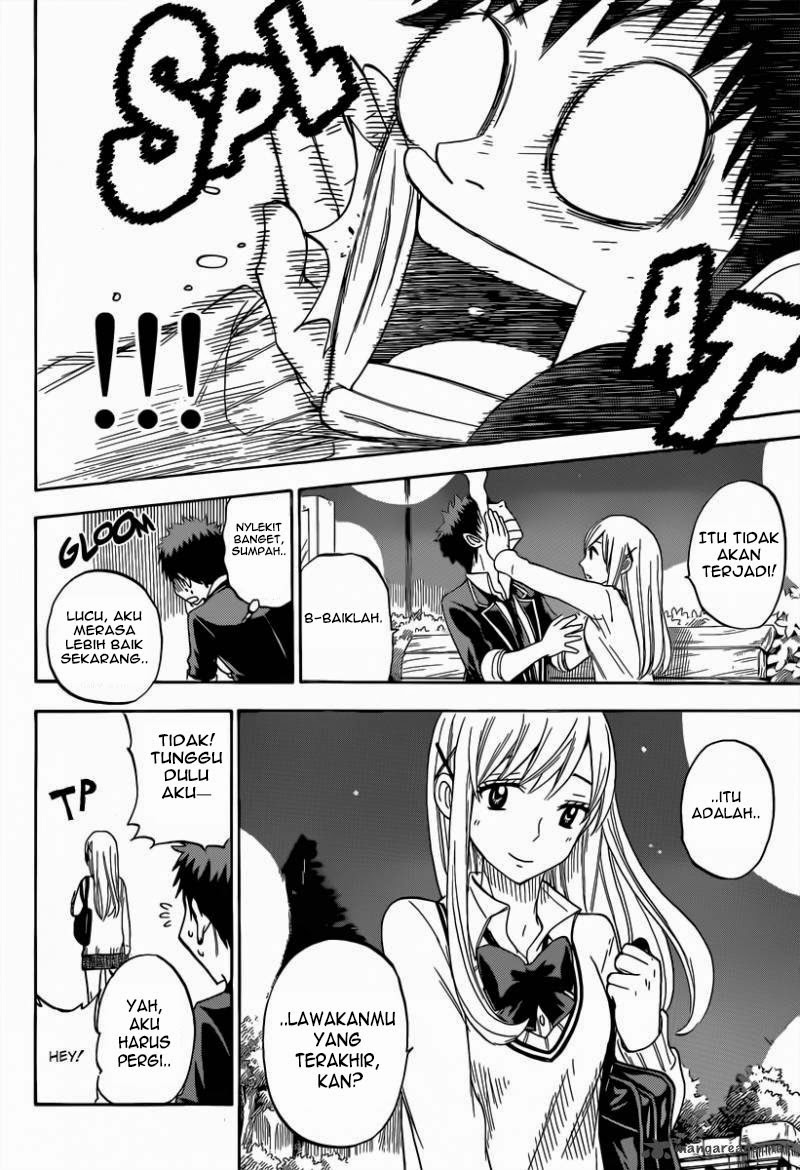 SPL
AT
!!!
ITU TIDAK
AKAN
TERJADI!
B-BAIKLAH.
NYLEKIT
BANGET,
SUMPAH..
GLOOM
LUCU, AKU
MERASA
LEBIH BAIK
SEKARANG..
..ITU
ADALAH..
..LAWAKANMU
YANG
TERAKHIR,
KAN?
TIDAK!
TUNGGU
DULU
AKU—
TP
YAH,
AKU
HARUS
PERGI.
HEY!